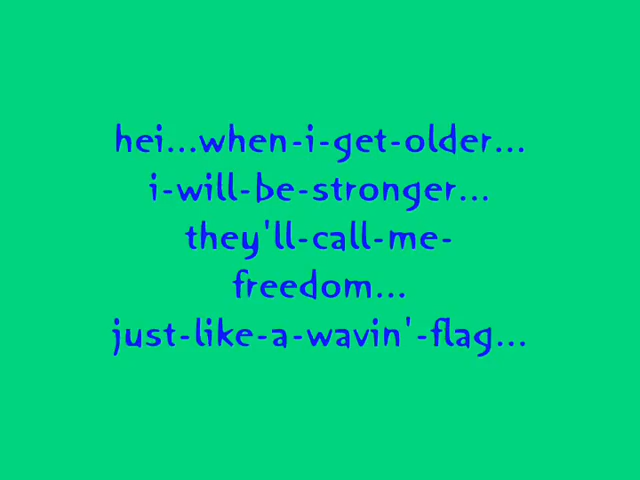 hei...when-i-get-older...
i-will-be-stronger...
they'll-call-me-
freedom...
just-like-a-wavin'-flag...